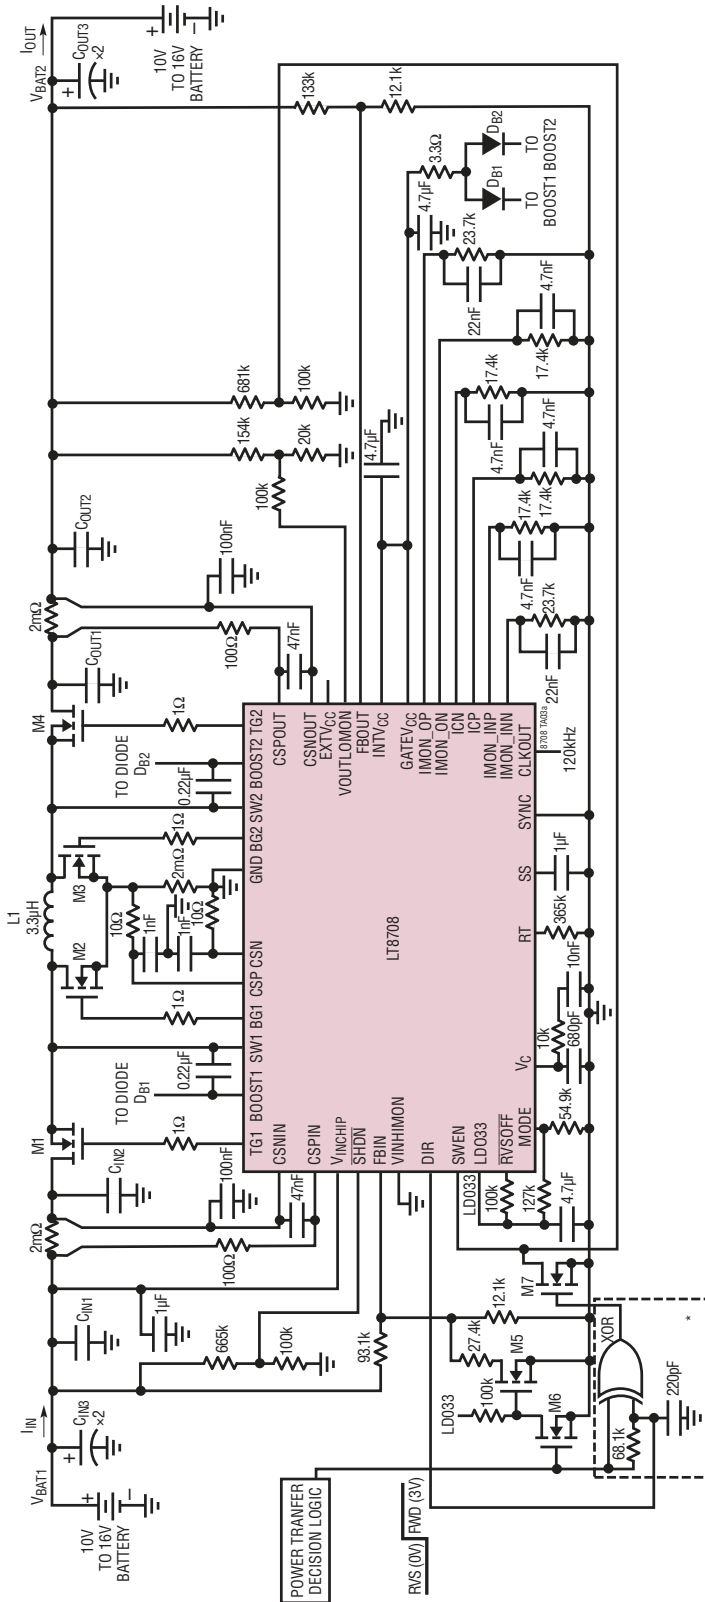 VBAT1
IIN
10V
TO 16V
BATTERY
+
–
+
CIN3
×2
CIN1
2mΩ
CIN2
M1
L1
3.3µH
M2
M3
M4
COUT1
2mΩ
COUT2
VBAT2
IOUT
COUT3
×2
+
+
–
10V
TO 16V
BATTERY
1µF
665k
100k
93.1k
100Ω
100nF
47nF
1Ω
TO DIODE
DB1
0.22µF
1Ω
10Ω
1nF
1nF
10Ω
2mΩ
1Ω
TO DIODE
DB2
0.22µF
1Ω
100Ω
47nF
100nF
154k
20k
100k
681k
100k
133k
12.1k
TG1 BOOST1 SW1 BG1 CSP CSN GND BG2 SW2 BOOST2 TG2
CSNIN
CSPIN
VINCHIP
SHDN
FBIN
VINHIMON
DIR
SWEN
LDO33
RVSOFF
MODE
VC
RT
SS
SYNC
CLKOUT
LT8708
CSPOUT
CSNOUT
EXTVCC
VOUTLOMON
FBOUT
INTVCC
GATEVCC
IMON_OP
IMON_ON
ICN
ICP
IMON_INP
IMON_INN
4.7µF
4.7µF
3.3Ω
DB1
DB2
TO
BOOST1
TO
BOOST2
23.7k
22nF
17.4k
4.7nF
17.4k
4.7nF
17.4k
4.7nF
17.4k
4.7nF
23.7k
22nF
8708 TA03a
120kHz
1µF
365k
10nF
10k
680pF
54.9k
LDO33
100k
127k
4.7µF
POWER TRANFER
DECISION LOGIC
RVS (0V)
FWD (3V)
LDO33
100k
27.4k
12.1k
M5
M6
M7
XOR
68.1k
220pF
*